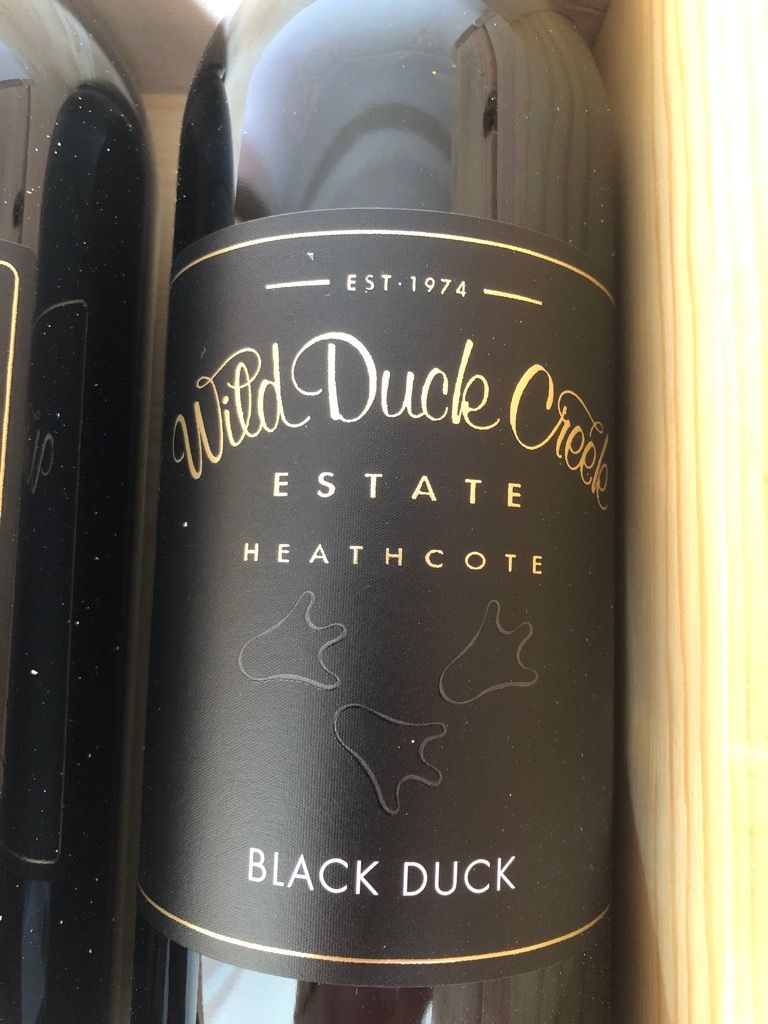 EST·1974
Wild Duck Creek
ESTATE
HEATHCOTE
BLACK DUCK